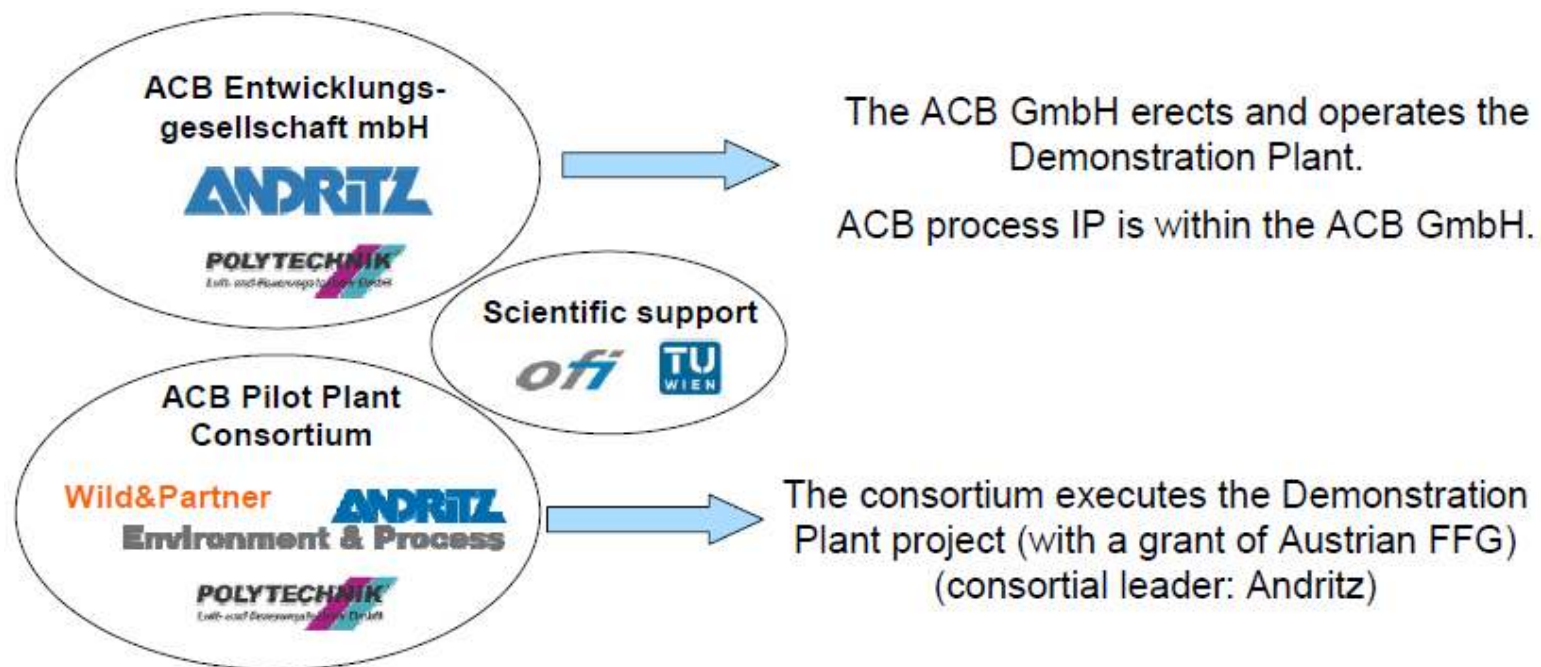 ACB Entwicklungs-
gesellschaft mbH
ANDRITZ
POLYTECHNIK
The ACB GmbH erects and operates the
Demonstration Plant.
ACB process IP is within the ACB GmbH.
Scientific support
ofi
TU
WIEN
ACB Pilot Plant
Consortium
Wild&Partner
ANDRITZ
Environment & Process
POLYTECHNIK
The consortium executes the Demonstration
Plant project (with a grant of Austrian FFG)
(consortial leader: Andritz)